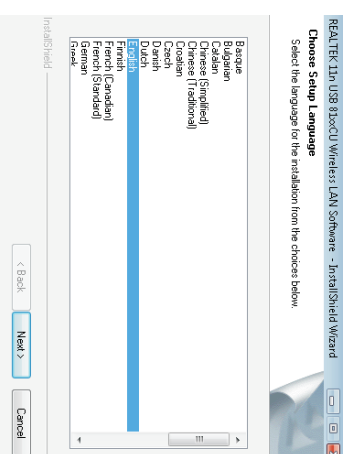 REALTEK 11n USB 81xxCU Wireless LAN Software - InstallShield Wizard
Choose Setup Language
Select the language for the installation from the choices below.
Basque
Bulgarian
Catalan
Chinese (Simplified)
Chinese (Traditional)
Croatian
Czech
Danish
Dutch
English
Finnish
French (Canadian)
French (Standard)
German
Greek
InstallShield
< Back
Next >
Cancel